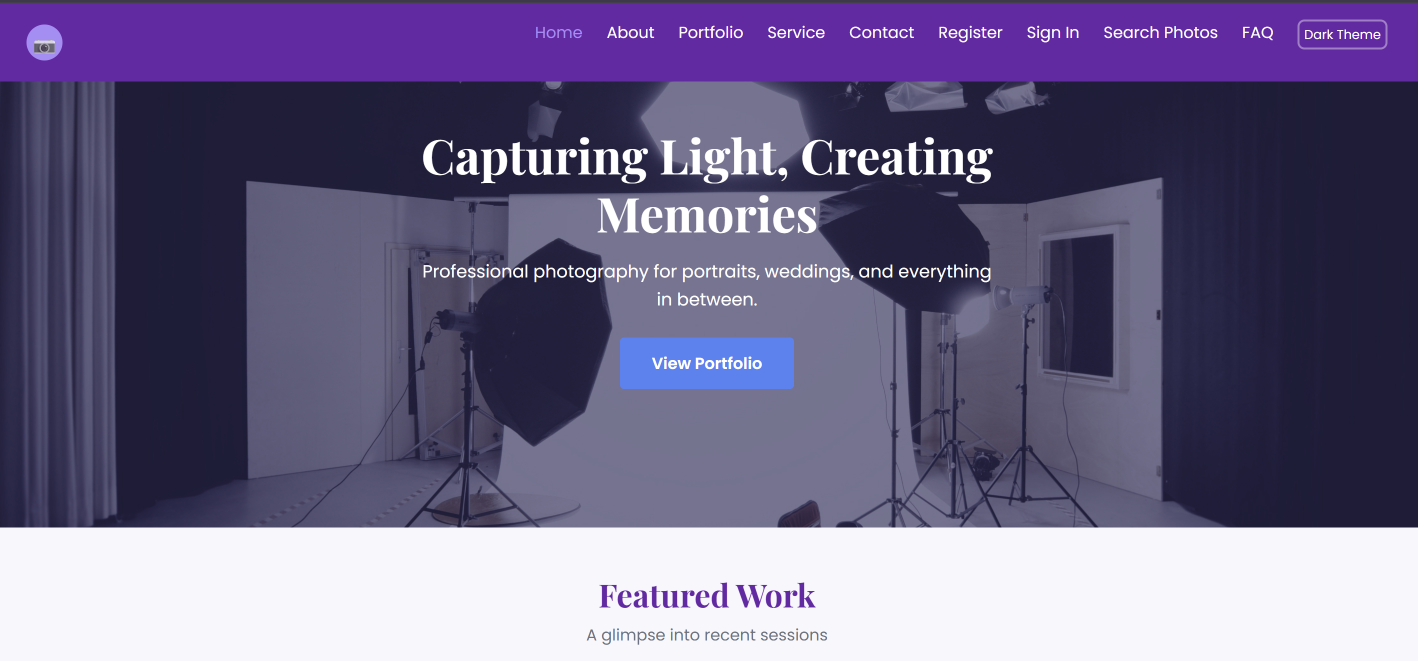 Home About Portfolio Service Contact Register Sign In Search Photos FAQ Dark Theme
Capturing Light, Creating
Memories
Professional photography for portraits, weddings, and everything
in between.
View Portfolio
Featured Work
A glimpse into recent sessions